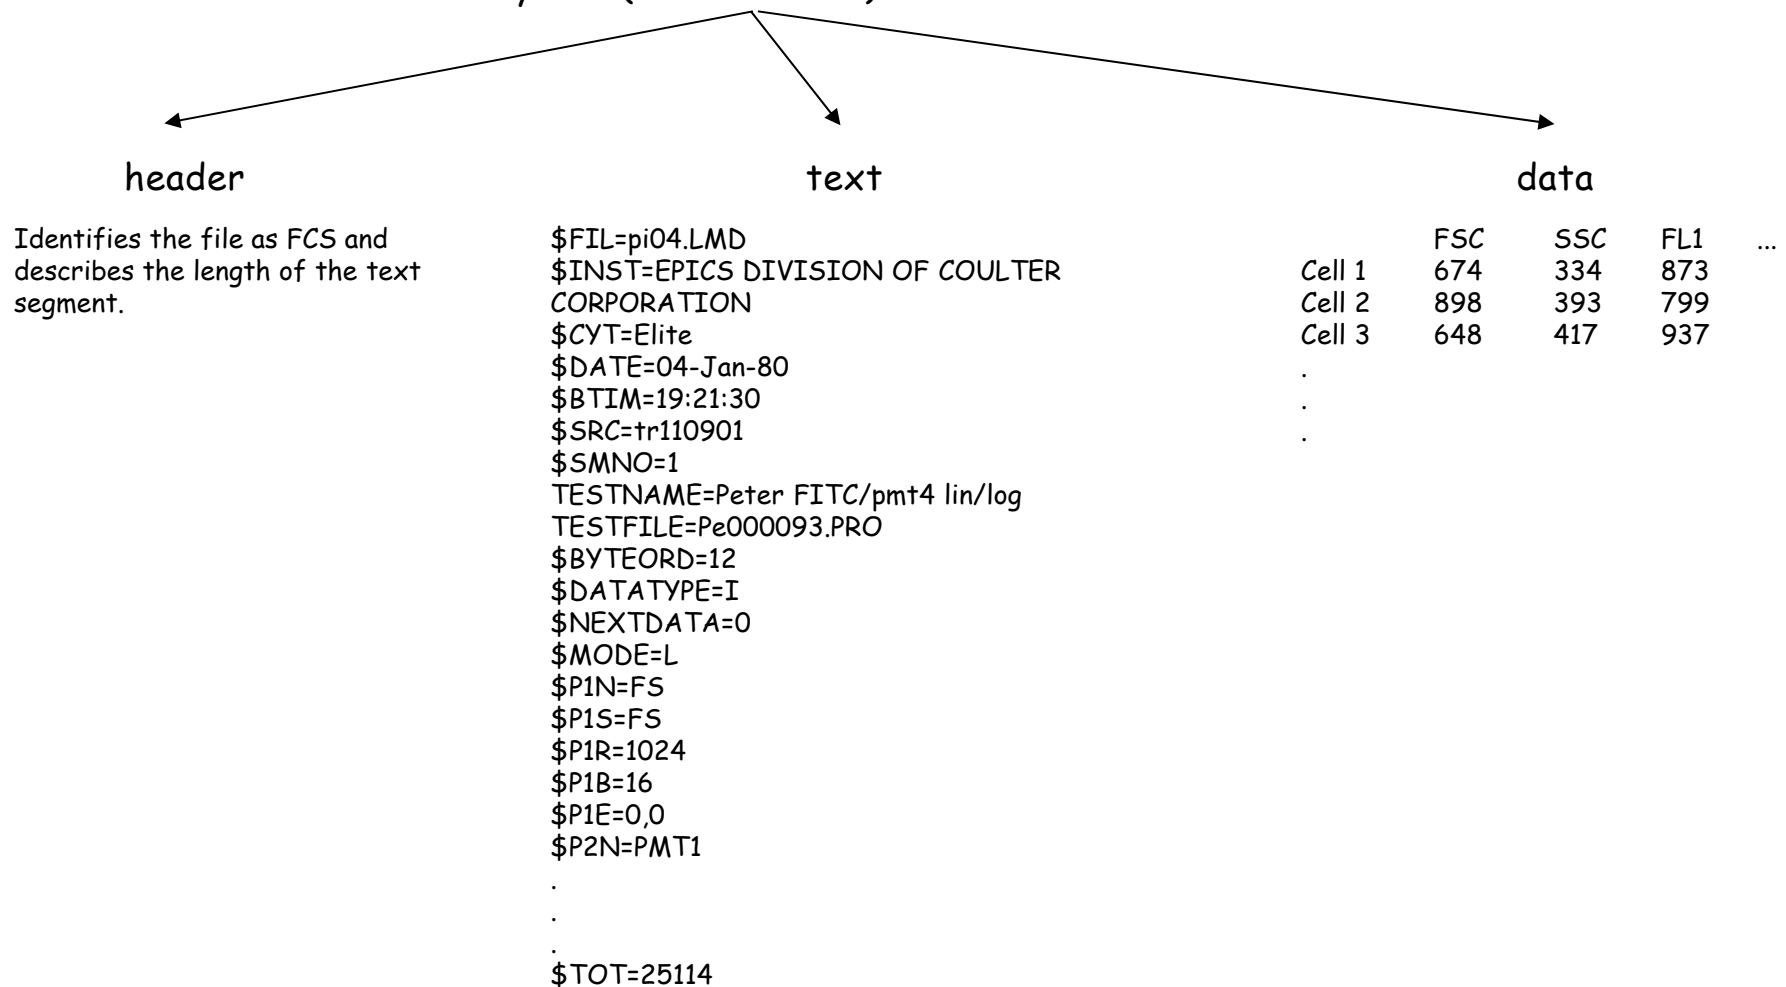 header
Identifies the file as FCS and
describes the length of the text
segment.
text
$FIL=pi04.LMD
$INST=EPICS DIVISION OF COULTER
CORPORATION
$CYT=Elite
$DATE=04-Jan-80
$BTIM=19:21:30
$SRC=tr110901
$SMNO=1
TESTNAME=Peter FITC/pmt4 lin/log
TESTFILE=Pe000093.PRO
$BYTEORD=12
$DATATYPE=I
$NEXTDATA=0
$MODE=L
$P1N=FS
$P1S=FS
$P1R=1024
$P1B=16
$P1E=0,0
$P2N=PMT1
.
.
.
$TOT=25114
data
FSC SSC FL1 ...
Cell 1 674 334 873
Cell 2 898 393 799
Cell 3 648 417 937
.
.
.